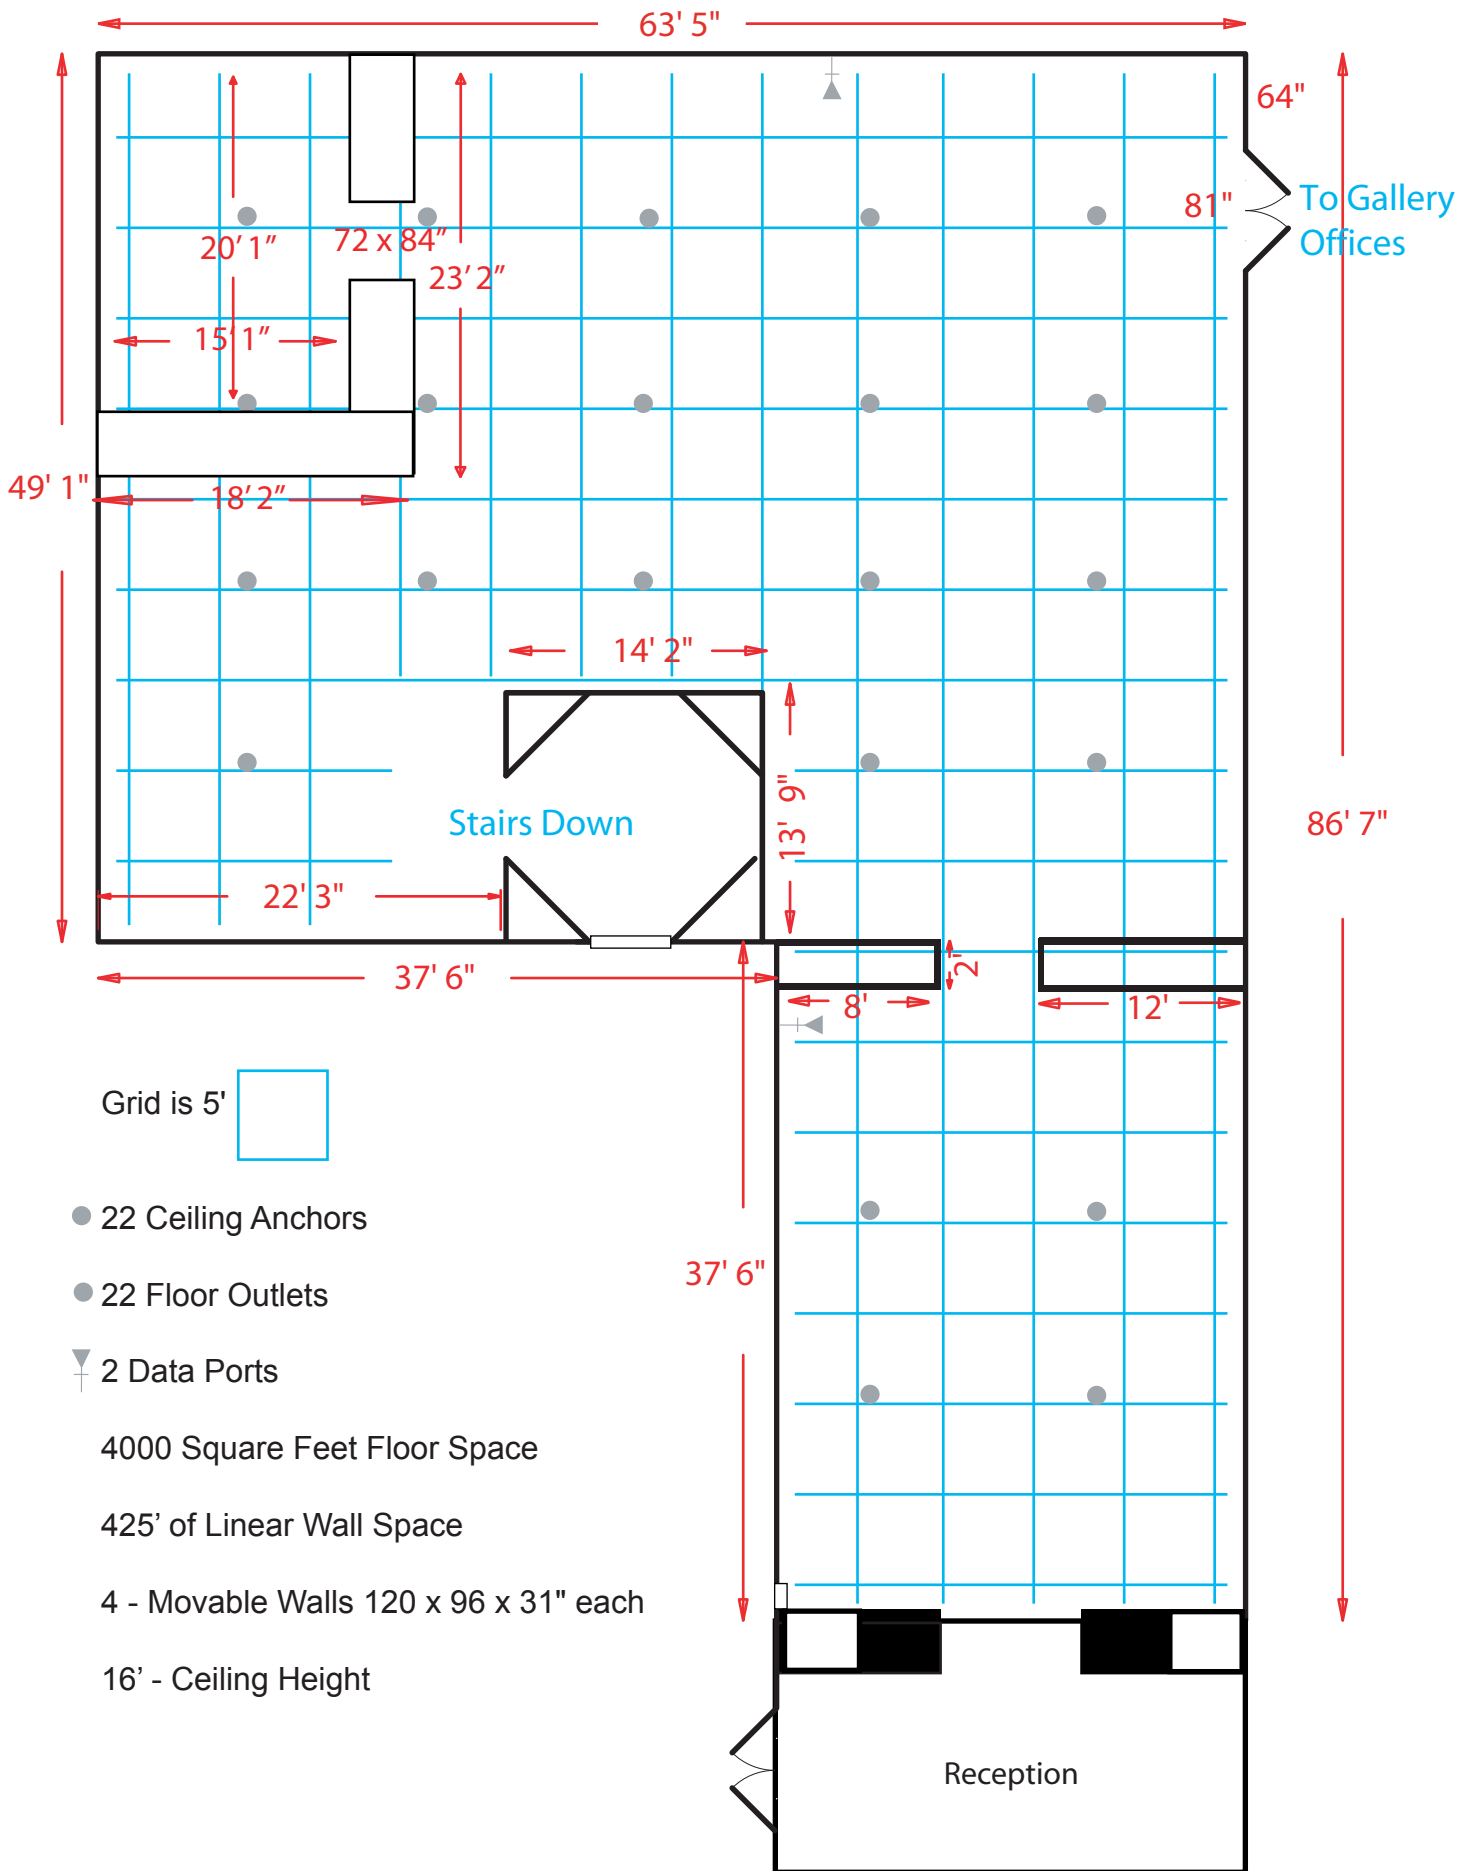 63' 5"
64"
81"
To Gallery
Offices
20’ 1”
72 x 84”
23’ 2”
15’ 1”
49' 1"
18’ 2”
14' 2"
13' 9"
Stairs Down
86' 7"
22' 3"
37' 6"
2'
8'
12'
Grid is 5'
22 Ceiling Anchors
37' 6"
22 Floor Outlets
2 Data Ports
4000 Square Feet Floor Space
425’ of Linear Wall Space
4 - Movable Walls 120 x 96 x 31" each
16’ - Ceiling Height
Reception